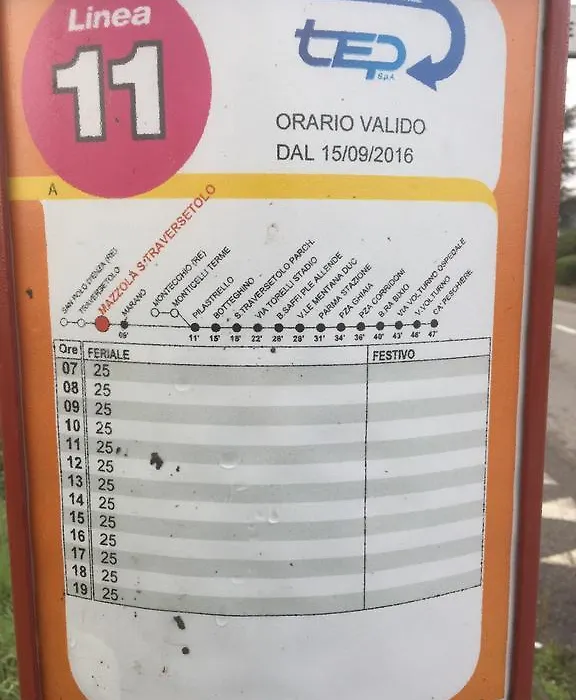 Linea
11
tep
S.p.A.
ORARIO VALIDO
DAL 15/09/2016
A
SAN POLO D'ENZA (RE)
TRAVERSETOLO
MAZZOLA S.TRAVERSETOLO
MARANO
MONTECCHIO (RE)
MONTICELLI TERME
PILASTRELLO
BOTTEGHINO
S.TRAVERSETOLO PARCH.
VIA TORELLI STADIO
B.SAFFI PLE ALLENDE
V.LE MENTANA DUC
PARMA STAZIONE
PZA GHIAIA
PZA CORRIDONI
B.RA BIXIO
VIA VOLTURNO OSPEDALE
V.VOLTURNO
CA PESCHIERE
05' 11' 15' 18' 22' 28' 28' 31' 34' 36' 40' 43' 46' 47'
Ore FERIALE FESTIVO
07 25
08 25
09 25
10 25
11 25
12 25
13 25
14 25
15 25
16 25
17 25
18 25
19 25